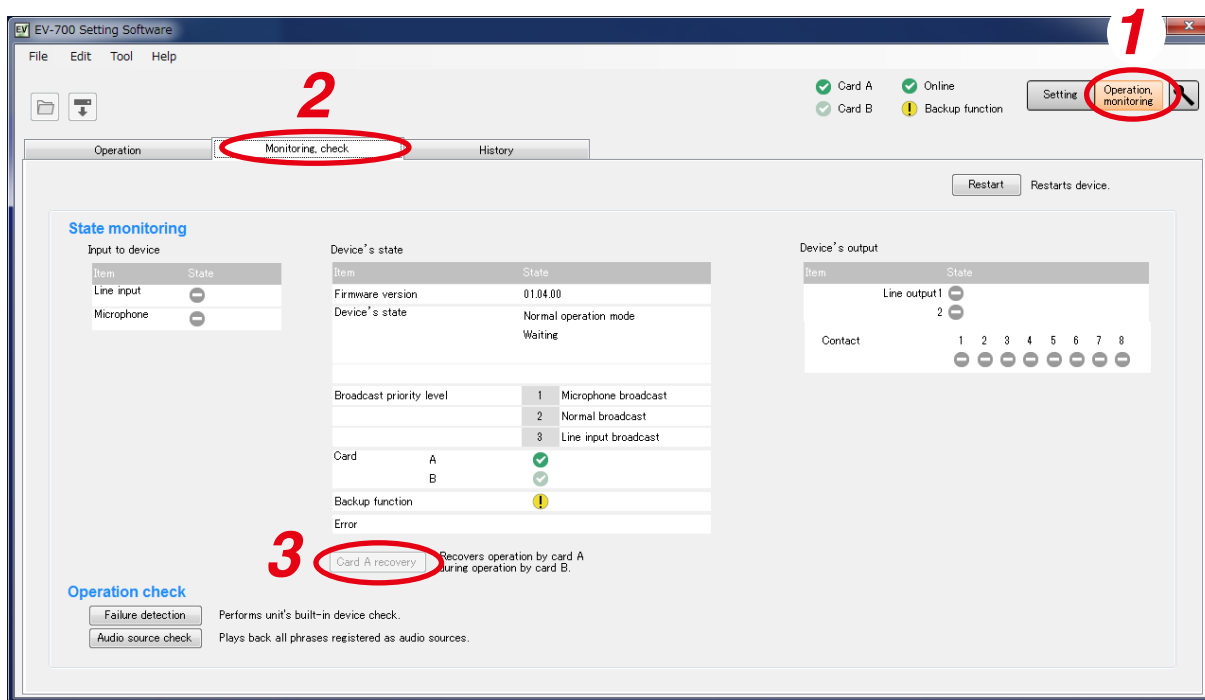 EV EV-700 Setting Software
1
File Edit Tool Help
2
Card A Online
Card B Backup function
Setting
Operation,
monitoring
Operation Monitoring, check History
Restart Restarts device.
State monitoring
Input to device
Item State
Line input
Microphone
Device's state
Item State
Firmware version 01.04.00
Device's state Normal operation mode
Waiting
Broadcast priority level 1 Microphone broadcast
2 Normal broadcast
3 Line input broadcast
Card A
B
Backup function
Error
Device's output
Item State
Line output1
2
Contact 1 2 3 4 5 6 7 8
3
Card A recovery
Recovers operation by card A
during operation by card B.
Operation check
Failure detection Performs unit's built-in device check.
Audio source check Plays back all phrases registered as audio sources.